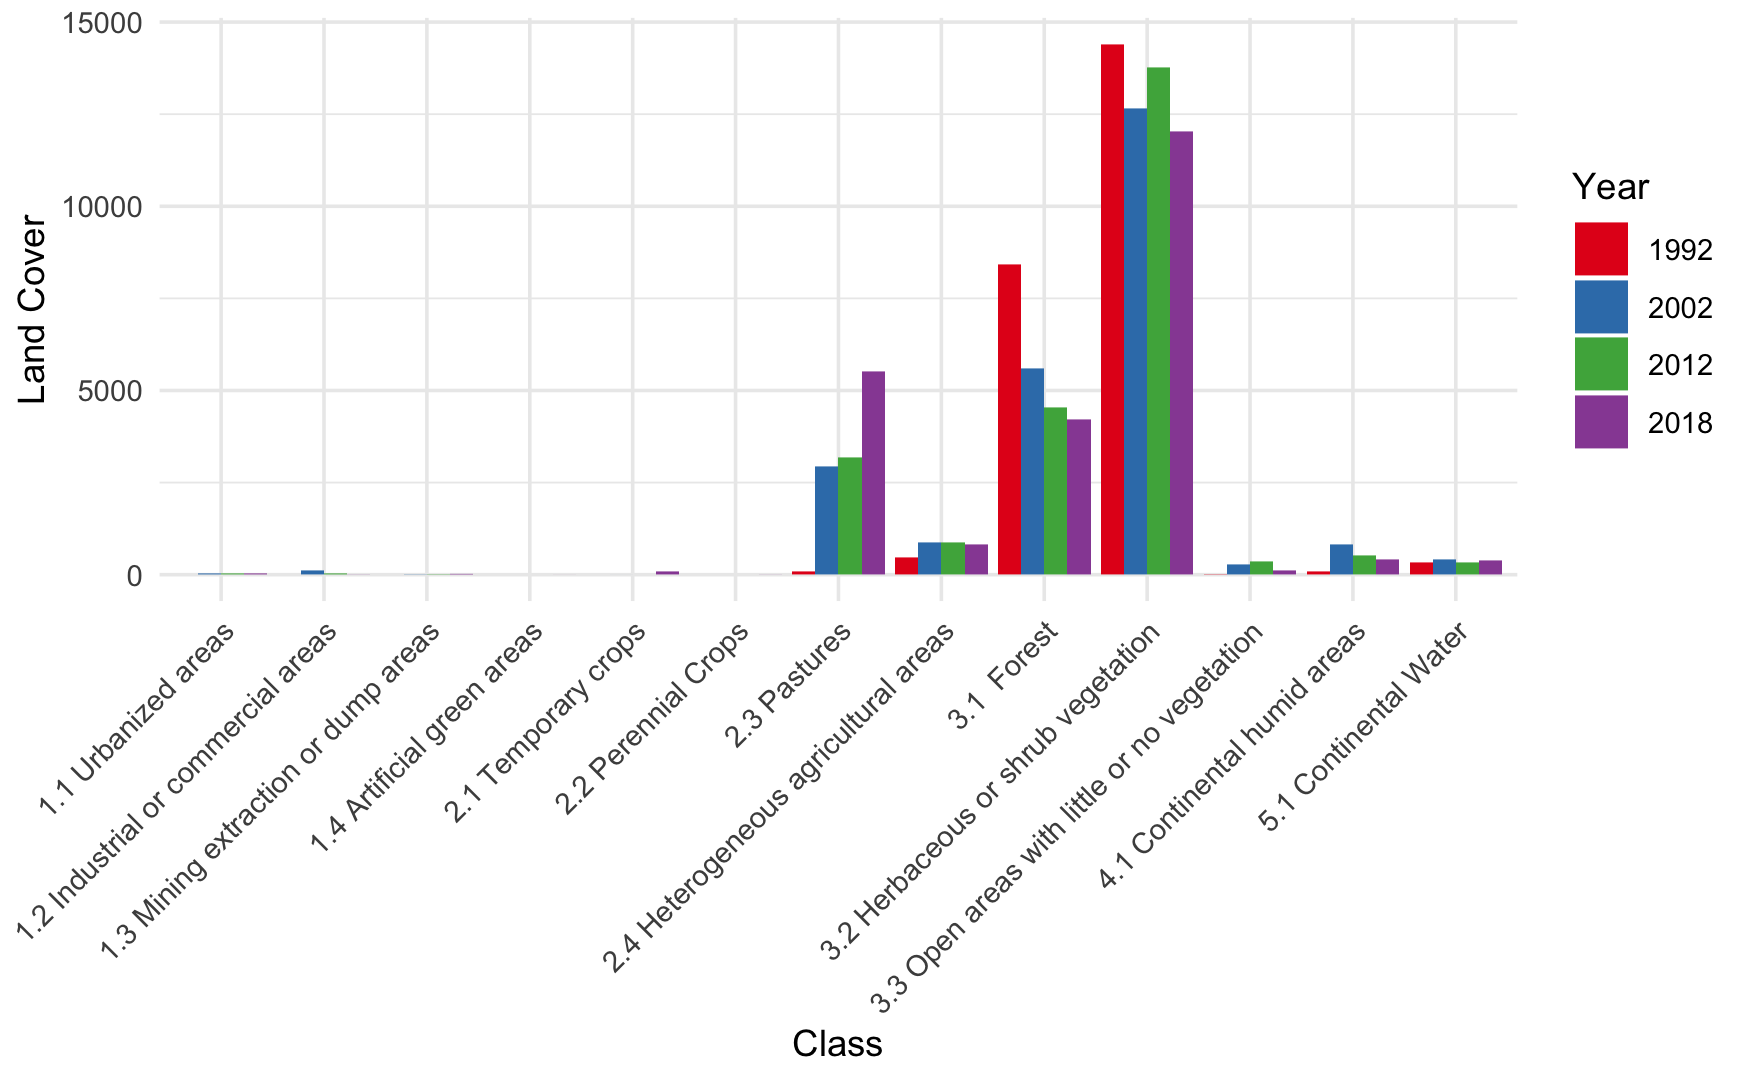 15000
10000
5000
0
Land Cover
1.1 Urbanized areas
1.2 Industrial or commercial areas
1.3 Mining extraction or dump areas
1.4 Artificial green areas
2.1 Temporary crops
2.2 Perennial Crops
2.3 Pastures
2.4 Heterogeneous agricultural areas
3.1 Forest
3.2 Herbaceous or shrub vegetation
3.3 Open areas with little or no vegetation
4.1 Continental humid areas
5.1 Continental Water
Class
Year
1992
2002
2012
2018